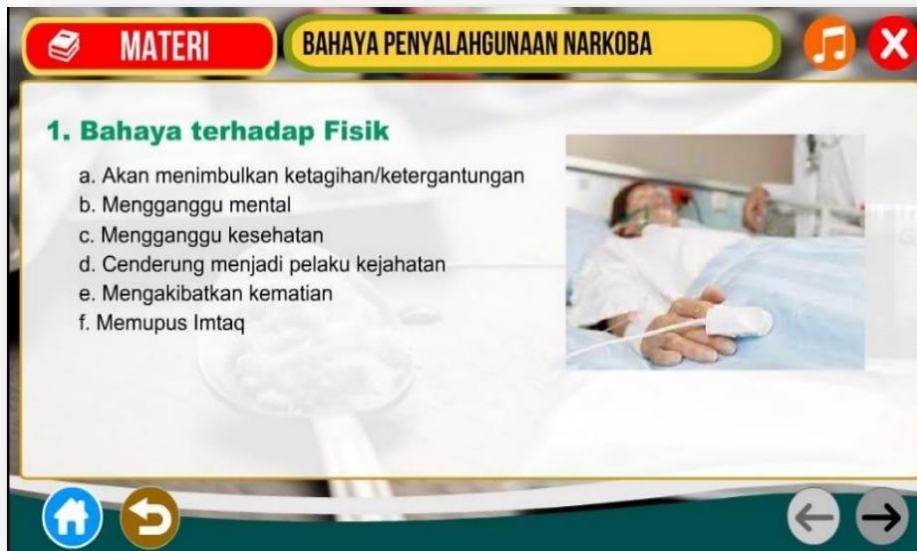 MATERI
BAHAYA PENYALAHGUNAAN NARKOBA
1. Bahaya terhadap Fisik
a. Akan menimbulkan ketagihan/ketergantungan
b. Mengganggu mental
c. Mengganggu kesehatan
d. Cenderung menjadi pelaku kejahatan
e. Mengakibatkan kematian
f. Memupus Imtaq